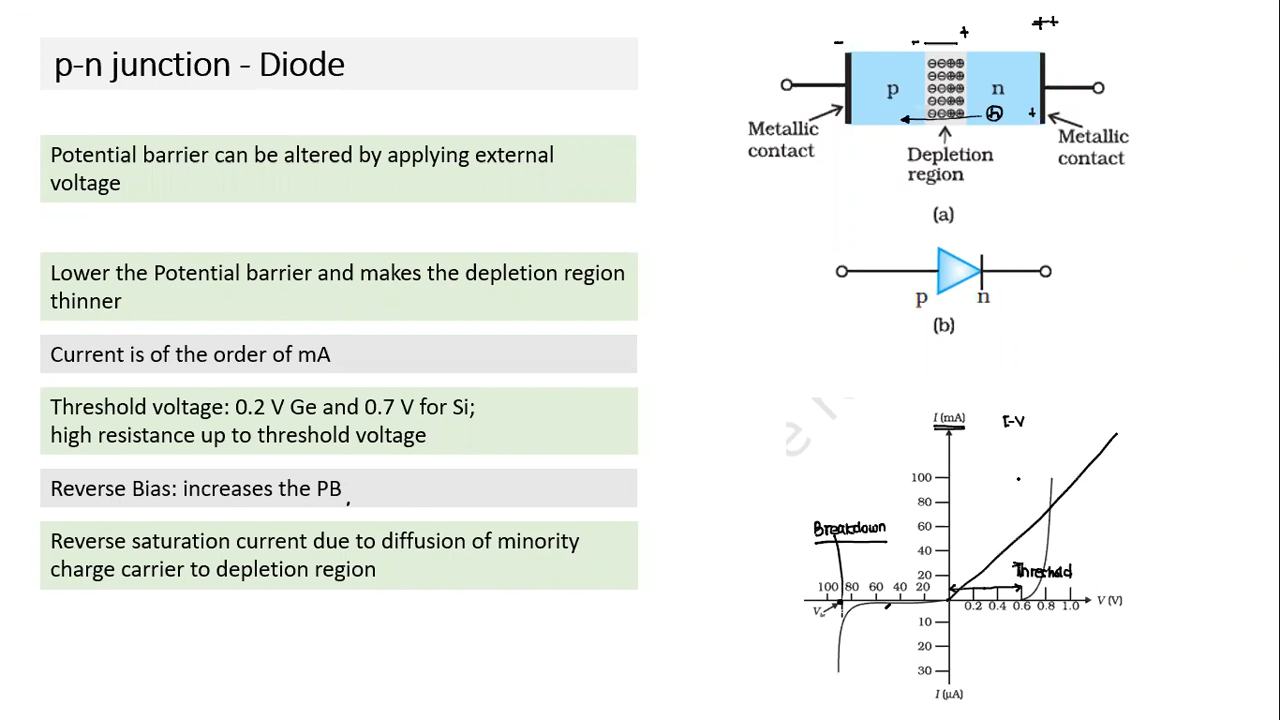 p-n junction - Diode
Potential barrier can be altered by applying external
voltage
Lower the Potential barrier and makes the depletion region
thinner
Current is of the order of mA
Threshold voltage: 0.2 V Ge and 0.7 V for Si;
high resistance up to threshold voltage
Reverse Bias: increases the PB
Reverse saturation current due to diffusion of minority
charge carrier to depletion region
- - + ++
p n
+
Metallic
contact
Depletion
region
Metallic
contact
(a)
p n
(b)
I (mA) I-V
100
80
60
40
20
Breakdown
Threshold
100 80 60 40 20
0.2 0.4 0.6 0.8 1.0 V (V)
10
20
30
I (μA)